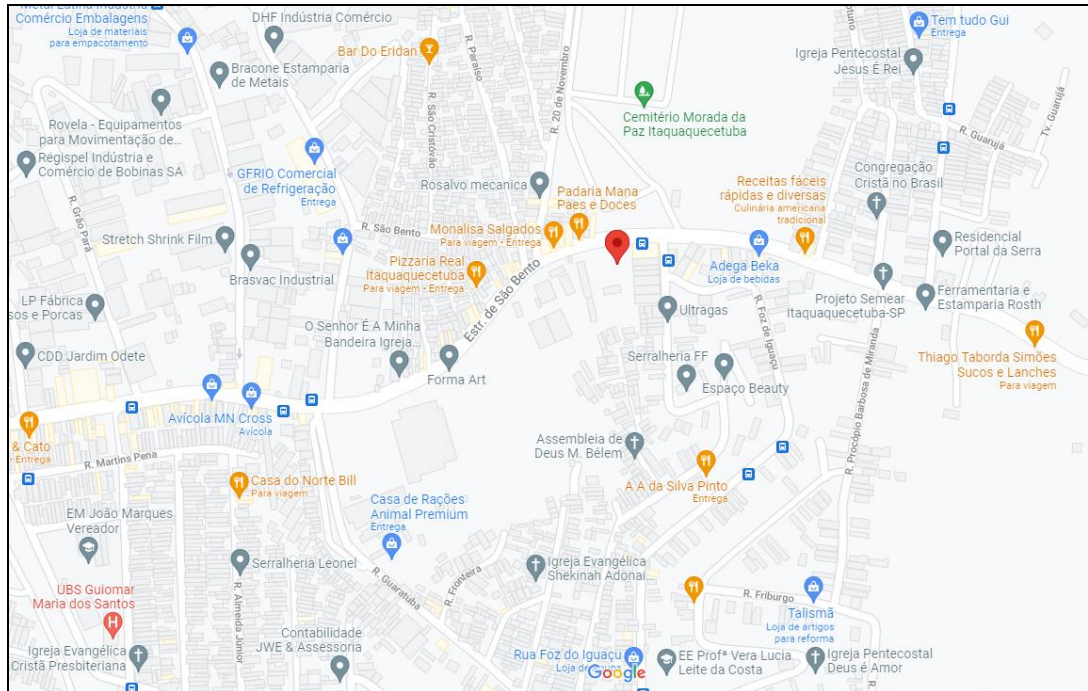 Comércio Embalagens
Loja de materiais
para empacotamento
DHF Indústria Comércio
Bracone Estamparia
de Metais
Bar Do Eridan
R. Paraíso
R. São Cristóvão
R. 20 de Novembro
Tem tudo Gui
Entrega
Igreja Pentecostal
Jesus É Rei
Cemitério Morada da
Paz Itaquaquecetuba
R. Guarujá
Tv. Guarujá
Rovela - Equipamentos
para Movimentação de...
Regispel Indústria e
Comércio de Bobinas SA
GFRIO Comercial
de Refrigeração
Entrega
Rosalvo mecanica
Padaria Mana
Paes e Doces
Receitas fáceis
rápidas e diversas
Culinária americana
tradicional
Congregação
Cristã no Brasil
R. Grão Pará
R. São Bento
Monalisa Salgados
Para viagem - Entrega
Stretch Shrink Film
Pizzaria Real
Itaquaquecetuba
Para viagem - Entrega
Estr. de São Bento
Adega Beka
Loja de bebidas
Residencial
Portal da Serra
Brasvac Industrial
LP Fábrica
sos e Porcas
O Senhor É A Minha
Bandeira Igreja...
Ultragas
R. Foz de Iguaçu
Projeto Semear
Itaquaquecetuba-SP
Ferramentaria e
Estamparia Rosth
CDD Jardim Odete
Forma Art
Serralheria FF
Espaço Beauty
R. Procópio Barbosa de Miranda
Thiago Taborda Simões
Sucos e Lanches
Para viagem
Avícola MN Cross
Avícola
& Cato
- Entrega
R. Martins Pena
Assembleia de
Deus M. Bélem
Casa do Norte Bill
Para viagem
A A da Silva Pinto
Entrega
EM João Marques
Vereador
Casa de Rações
Animal Premium
Entrega
Serralheria Leonel
R. Guaratuba
R. Fronteira
Igreja Evangélica
Shekinah Adonai...
UBS Guiomar
Maria dos Santos
H
R. Almeida Júnior
R. Friburgo
Talismã
Loja de artigos
para reforma
Igreja Evangélica
Cristã Presbiteriana
Contabilidade
JWE & Assessoria
Rua Foz do Iguaçu
Google
EE Profª Vera Lucia
Leite da Costa
Igreja Pentecostal
Deus é Amor